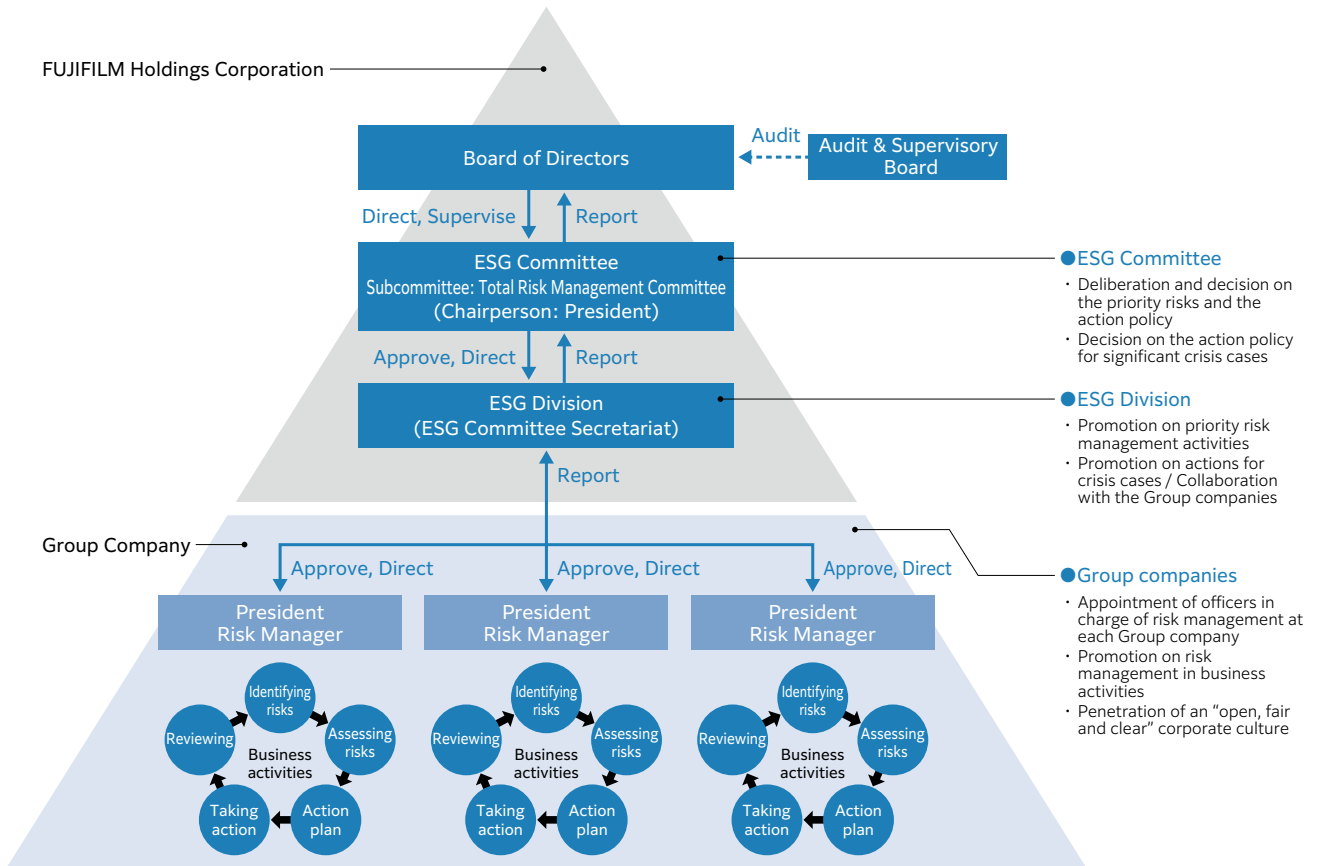 FUJIFILM Holdings Corporation
Board of Directors
Audit
Audit & Supervisory
Board
Direct, Supervise
Report
ESG Committee
Subcommittee: Total Risk Management Committee
(Chairperson: President)
Approve, Direct
Report
ESG Division
(ESG Committee Secretariat)
Report
●ESG Committee
・ Deliberation and decision on
the priority risks and the
action policy
・ Decision on the action policy
for significant crisis cases
●ESG Division
・ Promotion on priority risk
management activities
・ Promotion on actions for
crisis cases / Collaboration
with the Group companies
Group Company
Approve, Direct
Approve, Direct
Approve, Direct
●Group companies
・ Appointment of officers in
charge of risk management at
each Group company
・ Promotion on risk
management in business
activities
・ Penetration of an “open, fair
and clear” corporate culture
President
Risk Manager
Identifying
risks
Assessing
risks
Action
plan
Taking
action
Reviewing
Business
activities
President
Risk Manager
Identifying
risks
Assessing
risks
Action
plan
Taking
action
Reviewing
Business
activities
President
Risk Manager
Identifying
risks
Assessing
risks
Action
plan
Taking
action
Reviewing
Business
activities